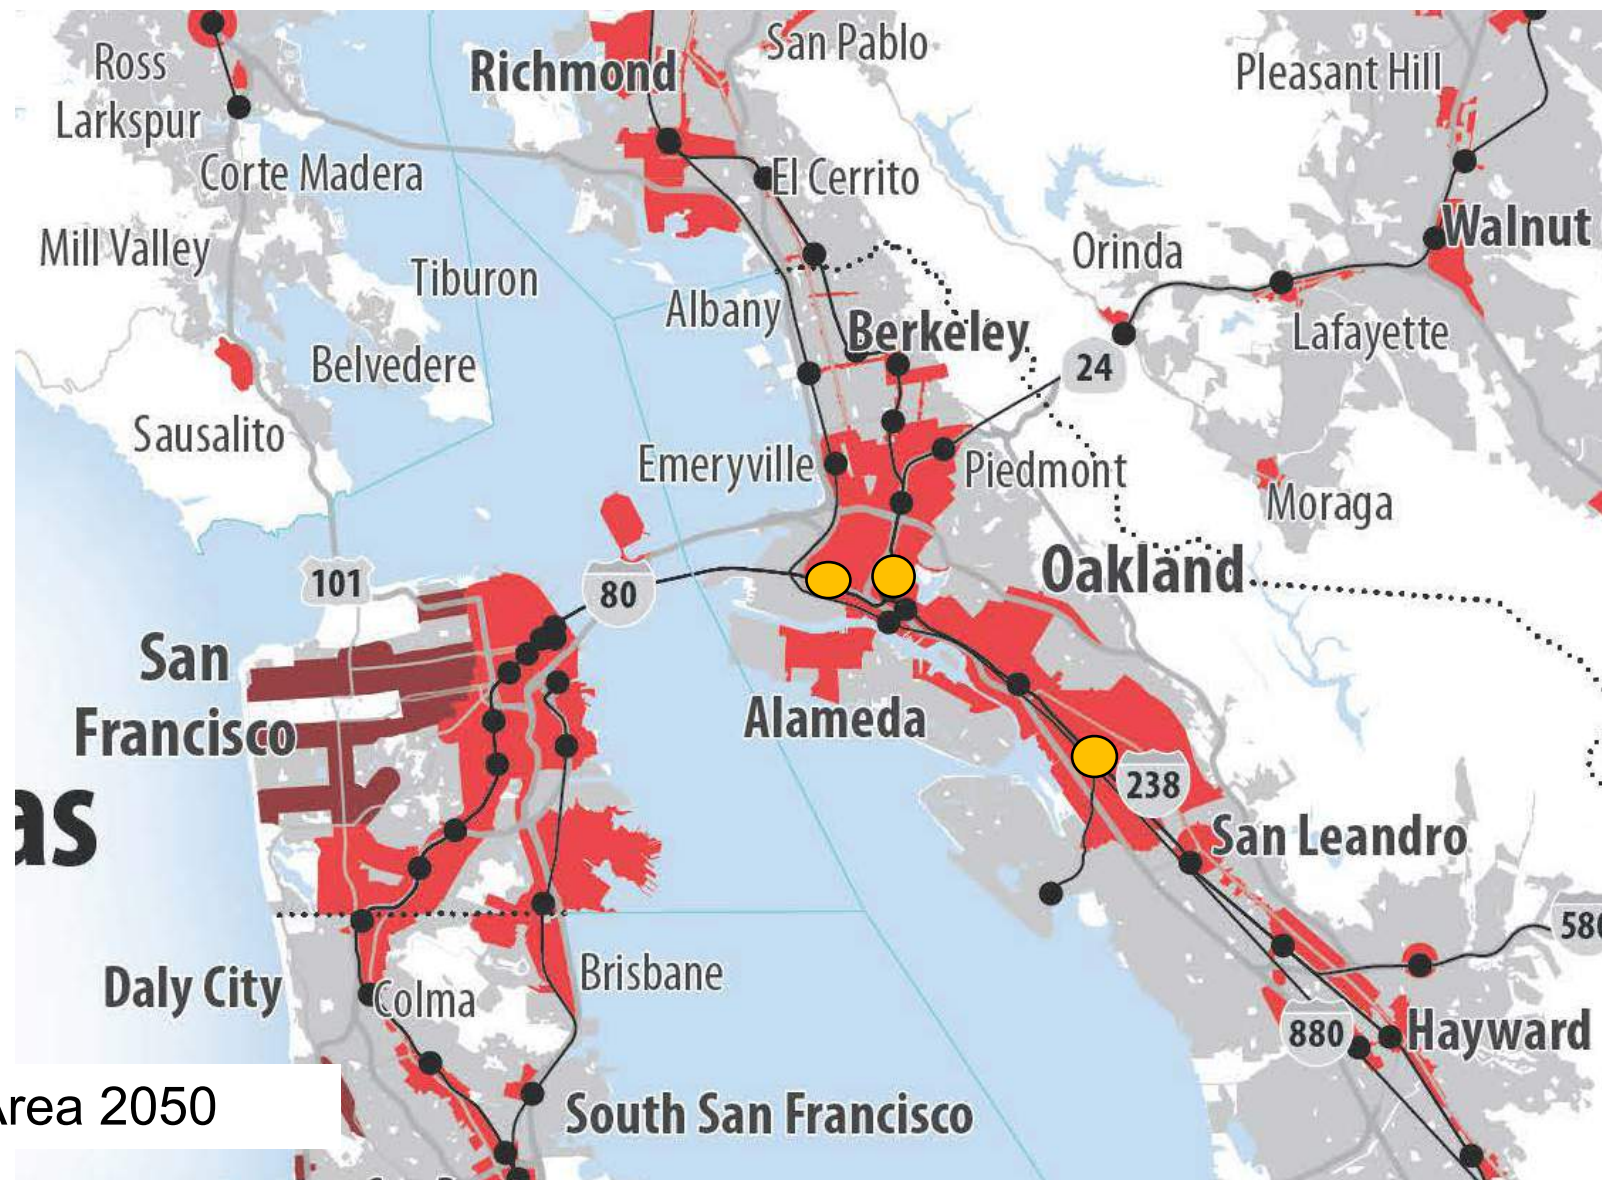 San Pablo
Ross
Richmond
Pleasant Hill
Larkspur
Corte Madera
El Cerrito
Mill Valley
Walnut
Orinda
Tiburon
Albany
Berkeley
Lafayette
Belvedere
24
Sausalito
Emeryville
Piedmont
Moraga
Oakland
101
80
San
Francisco
Alameda
238
as
San Leandro
580
Daly City
Colma
Brisbane
880
Hayward
Area 2050
South San Francisco